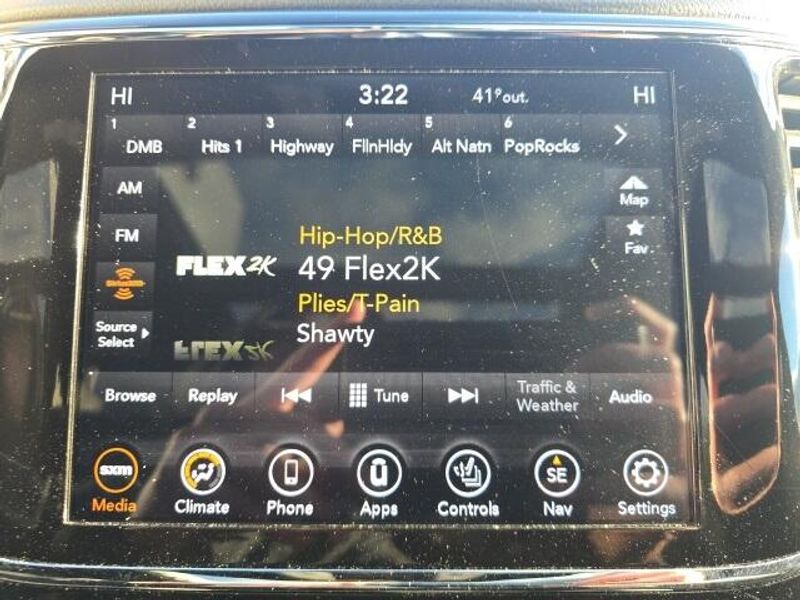 HI 3:22 41° out. HI
1 DMB 2 Hits 1 3 Highway 4 FlInHldy 5 Alt Natn 6 PopRocks
AM
Map
FM
Fav
SiriusXM
Source
Select
FLEX2K
Hip-Hop/R&B
49 Flex2K
Plies/T-Pain
Shawty
Browse Replay Tune Traffic &
Weather Audio
sxm SE
Media Climate Phone Apps Controls Nav Settings